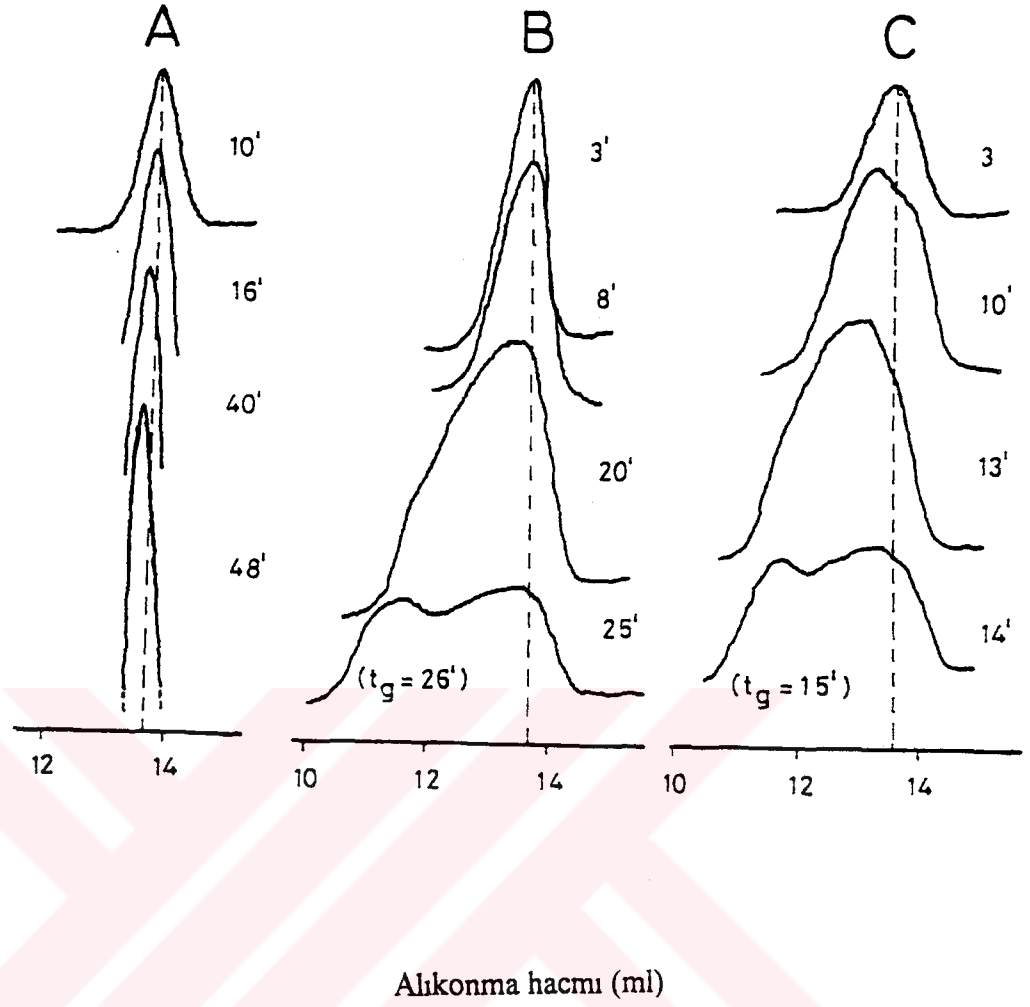 A
10'
16'
40'
48'
12 14
B
3'
8'
20'
25'
(tg = 26')
10 12 14
C
3
10'
13'
14'
(tg = 15')
10 12 14
Alıkonma hacmı (ml)